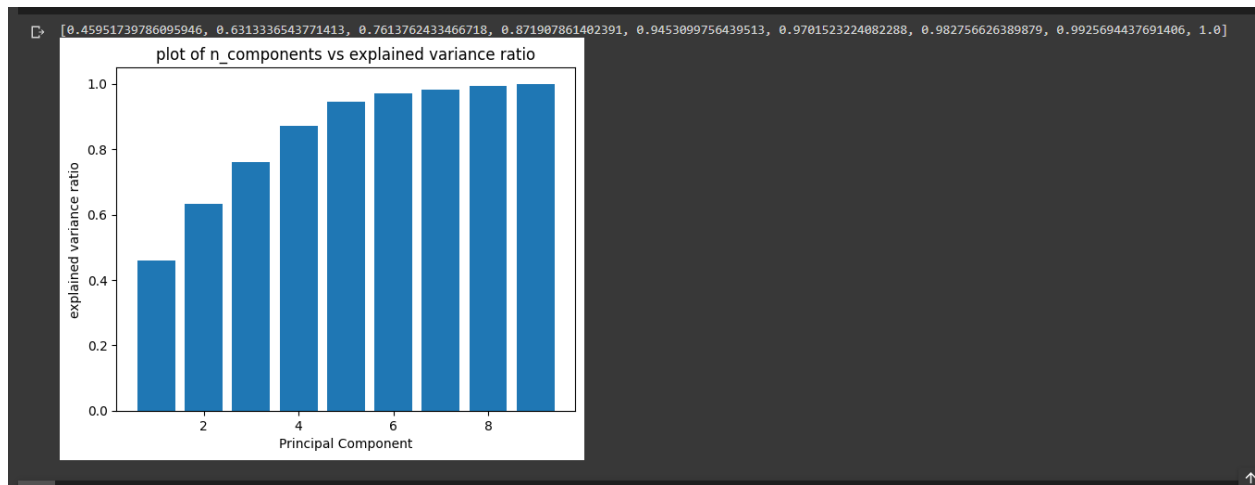 [0.45951739786095946, 0.6313336543771413, 0.7613762433466718, 0.871907861402391, 0.9453099756439513, 0.9701523224082288, 0.982756626389879, 0.9925694437691406, 1.0]
plot of n_components vs explained variance ratio
1.0
0.8
0.6
0.4
0.2
0.0
explained variance ratio
2 4 6 8
Principal Component